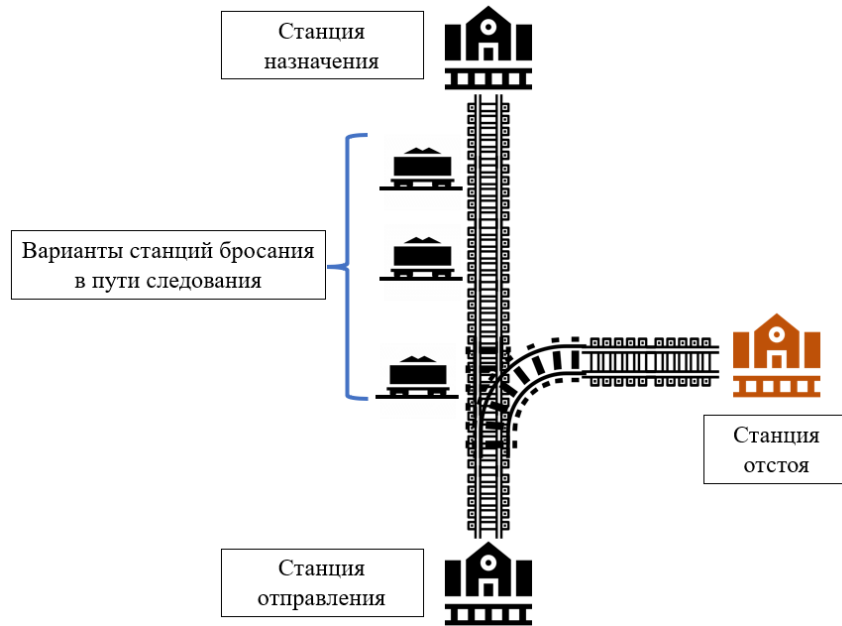 Станция
назначения
Варианты станций бросания
в пути следования
Станция
отстоя
Станция
отправления